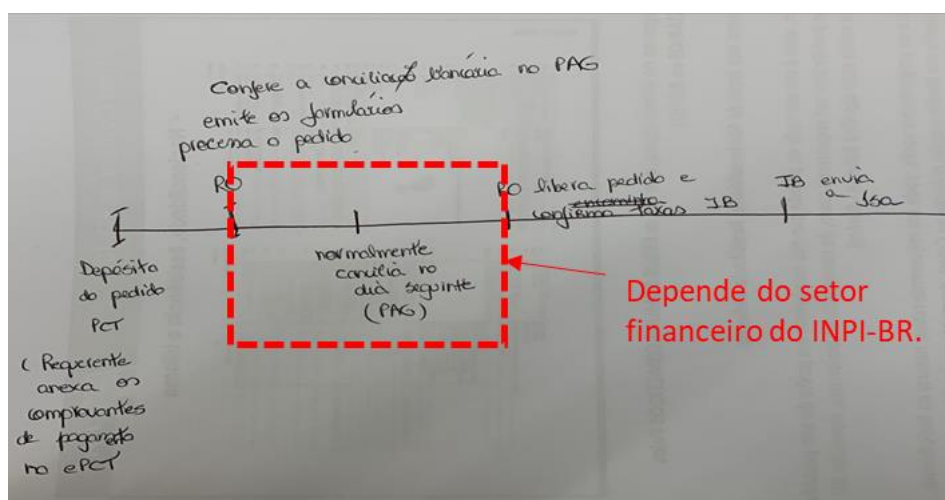 Confere a conciliação bancária no PAG
emite os formulários
processa o pedido
RO
RO libera pedido e
confirma taxas IB
IB envia
a Isa
Depósito
do pedido
PCT
(Requerente
anexa os
comprovantes
de pagamento
no ePCT
normalmente
concilia no
dia seguinte
(PAG)
Depende do setor
financeiro do INPI-BR.